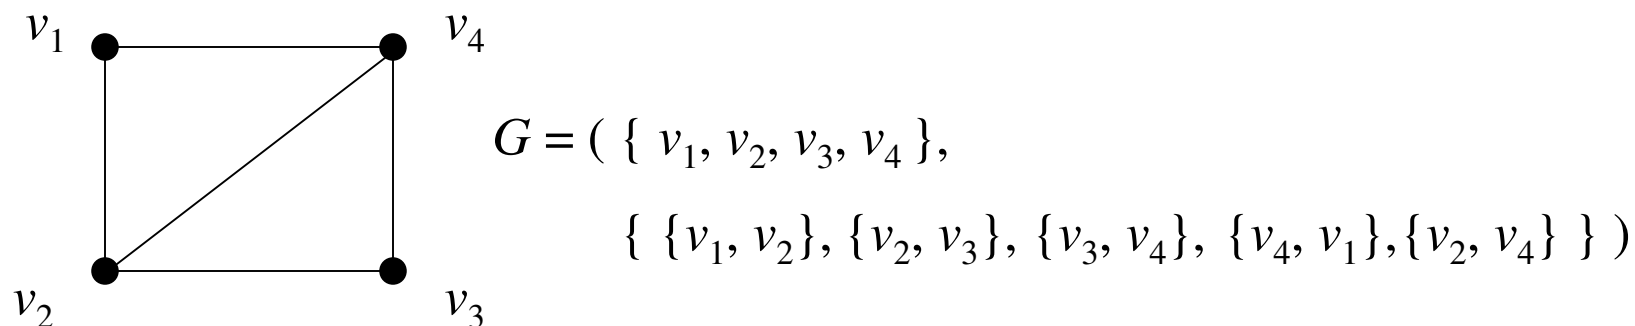 v1
v4
G = ( { v1, v2, v3, v4 },
{ {v1, v2}, {v2, v3}, {v3, v4}, {v4, v1},{v2, v4} } )
v2
v3